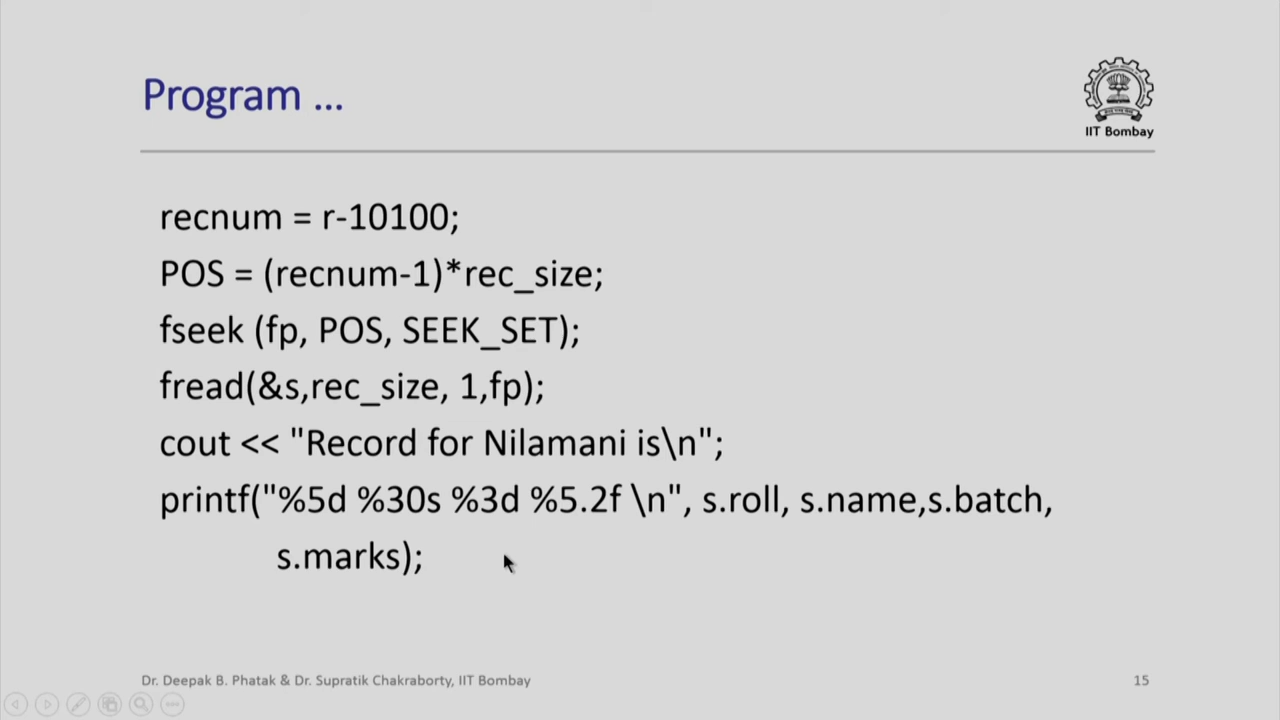 Program ...
IIT Bombay
recnum = r-10100;
POS = (recnum-1)*rec_size;
fseek (fp, POS, SEEK_SET);
fread(&s,rec_size, 1,fp);
cout << "Record for Nilamani is\n";
printf("%5d %30s %3d %5.2f \n", s.roll, s.name,s.batch,
s.marks);
Dr. Deepak B. Phatak & Dr. Supratik Chakraborty, IIT Bombay
15